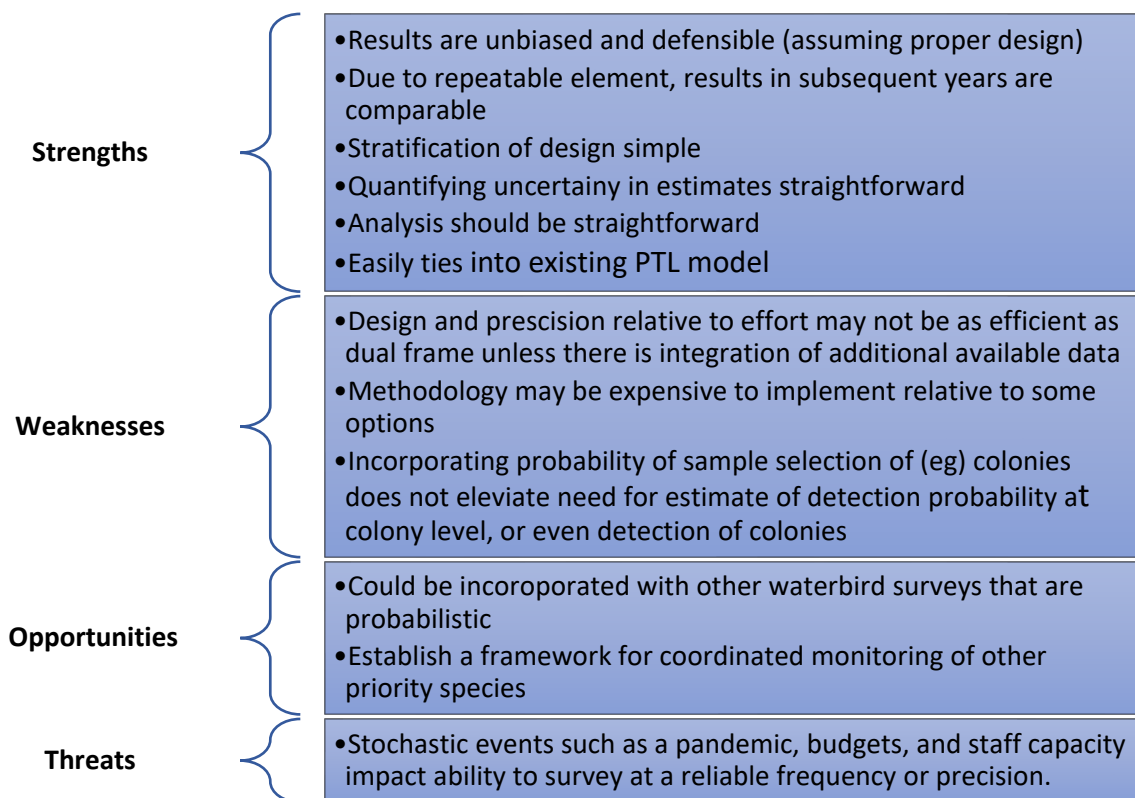 Strengths
•Results are unbiased and defensible (assuming proper design)
•Due to repeatable element, results in subsequent years are
comparable
•Stratification of design simple
•Quantifying uncertainy in estimates straightforward
•Analysis should be straightforward
•Easily ties into existing PTL model
Weaknesses
•Design and prescision relative to effort may not be as efficient as
dual frame unless there is integration of additional available data
•Methodology may be expensive to implement relative to some
options
•Incorporating probability of sample selection of (eg) colonies
does not eleviate need for estimate of detection probability at
colony level, or even detection of colonies
Opportunities
•Could be incoroporated with other waterbird surveys that are
probabilistic
•Establish a framework for coordinated monitoring of other
priority species
Threats
•Stochastic events such as a pandemic, budgets, and staff capacity
impact ability to survey at a reliable frequency or precision.